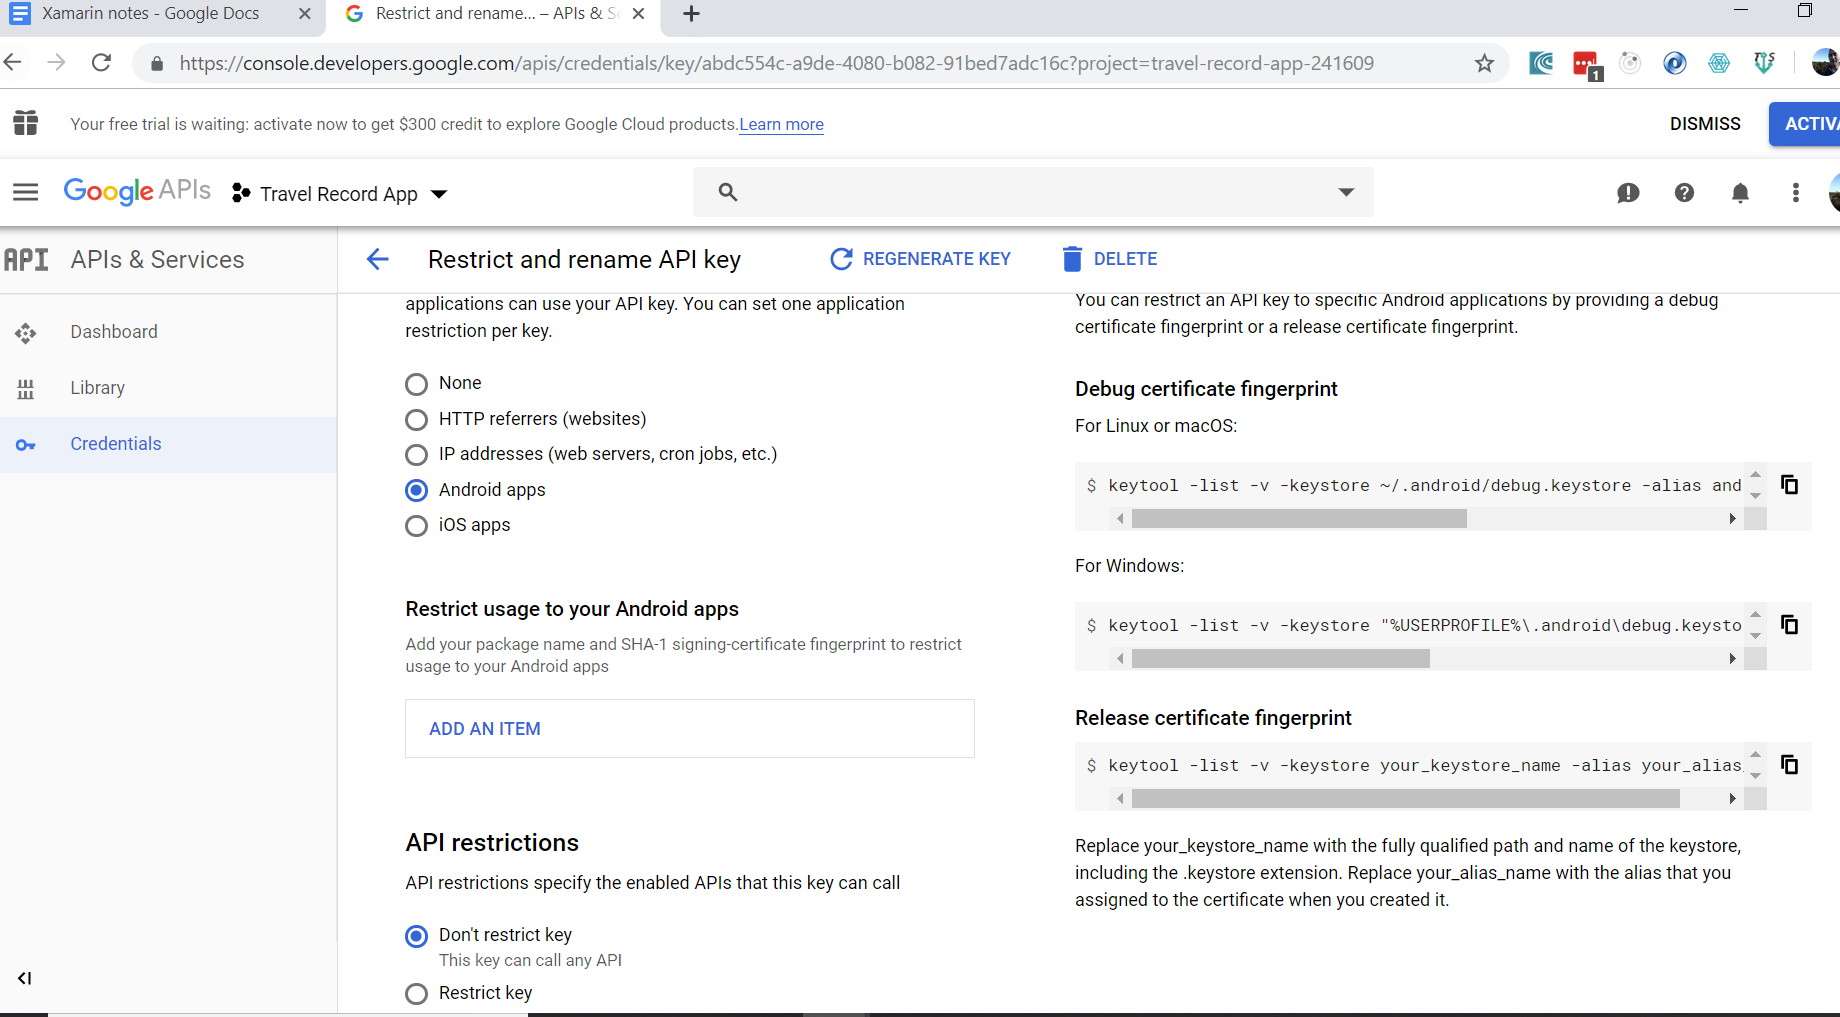 Xamarin notes - Google Docs
Restrict and rename... – APIs & S
https://console.developers.google.com/apis/credentials/key/abdc554c-a9de-4080-b082-91bed7adc16c?project=travel-record-app-241609
1
Your free trial is waiting: activate now to get $300 credit to explore Google Cloud products. Learn more
DISMISS
ACTIVA
Google APIs
Travel Record App
API APIs & Services
Dashboard
Library
Credentials
Restrict and rename API key
REGENERATE KEY
DELETE
applications can use your API key. You can set one application
restriction per key.
None
HTTP referrers (websites)
IP addresses (web servers, cron jobs, etc.)
Android apps
iOS apps
Restrict usage to your Android apps
Add your package name and SHA-1 signing-certificate fingerprint to restrict
usage to your Android apps
ADD AN ITEM
API restrictions
API restrictions specify the enabled APIs that this key can call
Don't restrict key
This key can call any API
Restrict key
You can restrict an API key to specific Android applications by providing a debug
certificate fingerprint or a release certificate fingerprint.
Debug certificate fingerprint
For Linux or macOS:
$ keytool -list -v -keystore ~/.android/debug.keystore -alias and
For Windows:
$ keytool -list -v -keystore "%USERPROFILE%\.android\debug.keysto
Release certificate fingerprint
$ keytool -list -v -keystore your_keystore_name -alias your_alias_
Replace your_keystore_name with the fully qualified path and name of the keystore,
including the .keystore extension. Replace your_alias_name with the alias that you
assigned to the certificate when you created it.